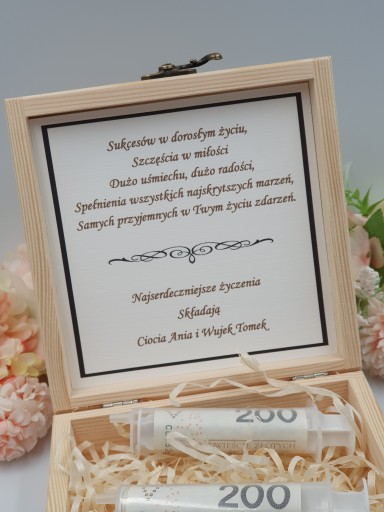 Sukcesów w dorosłym życiu,
Szczęścia w miłości
Dużo uśmiechu, dużo radości,
Spełnienia wszystkich najskrytszych marzeń,
Samych przyjemnych w Twym życiu zdarzeń.
Najserdeczniejsze życzenia
Składają
Ciocia Ania i Wujek Tomek
200
200